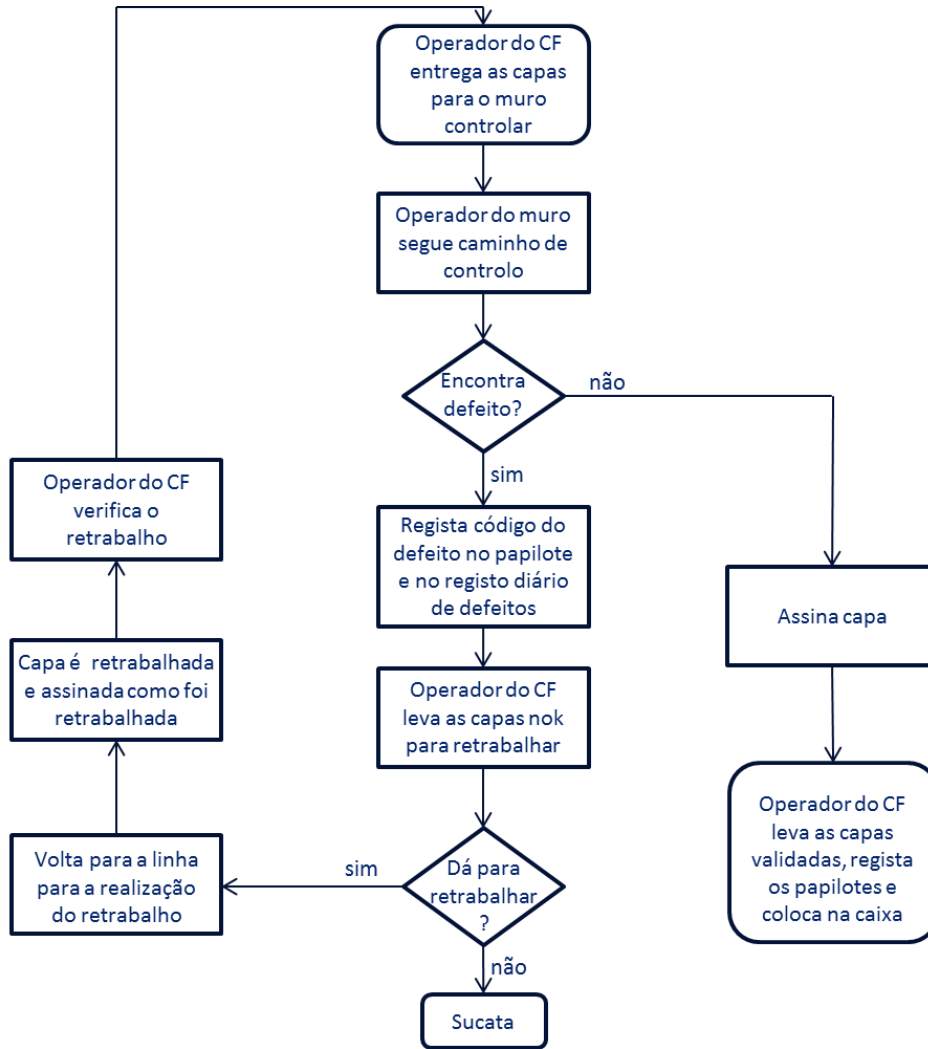 Operador do CF
entrega as capas
para o muro
controlar
Operador do muro
segue caminho de
controlo
Encontra
defeito?
não
sim
Regista código do
defeito no papilote
e no registo diário
de defeitos
Operador do CF
leva as capas nok
para retrabalhar
Dá para
retrabalhar
?
sim
não
Sucata
Volta para a linha
para a realização
do retrabalho
Capa é retrabalhada
e assinada como foi
retrabalhada
Operador do CF
verifica o
retrabalho
Assina capa
Operador do CF
leva as capas
validadas, regista
os papilotes e
coloca na caixa